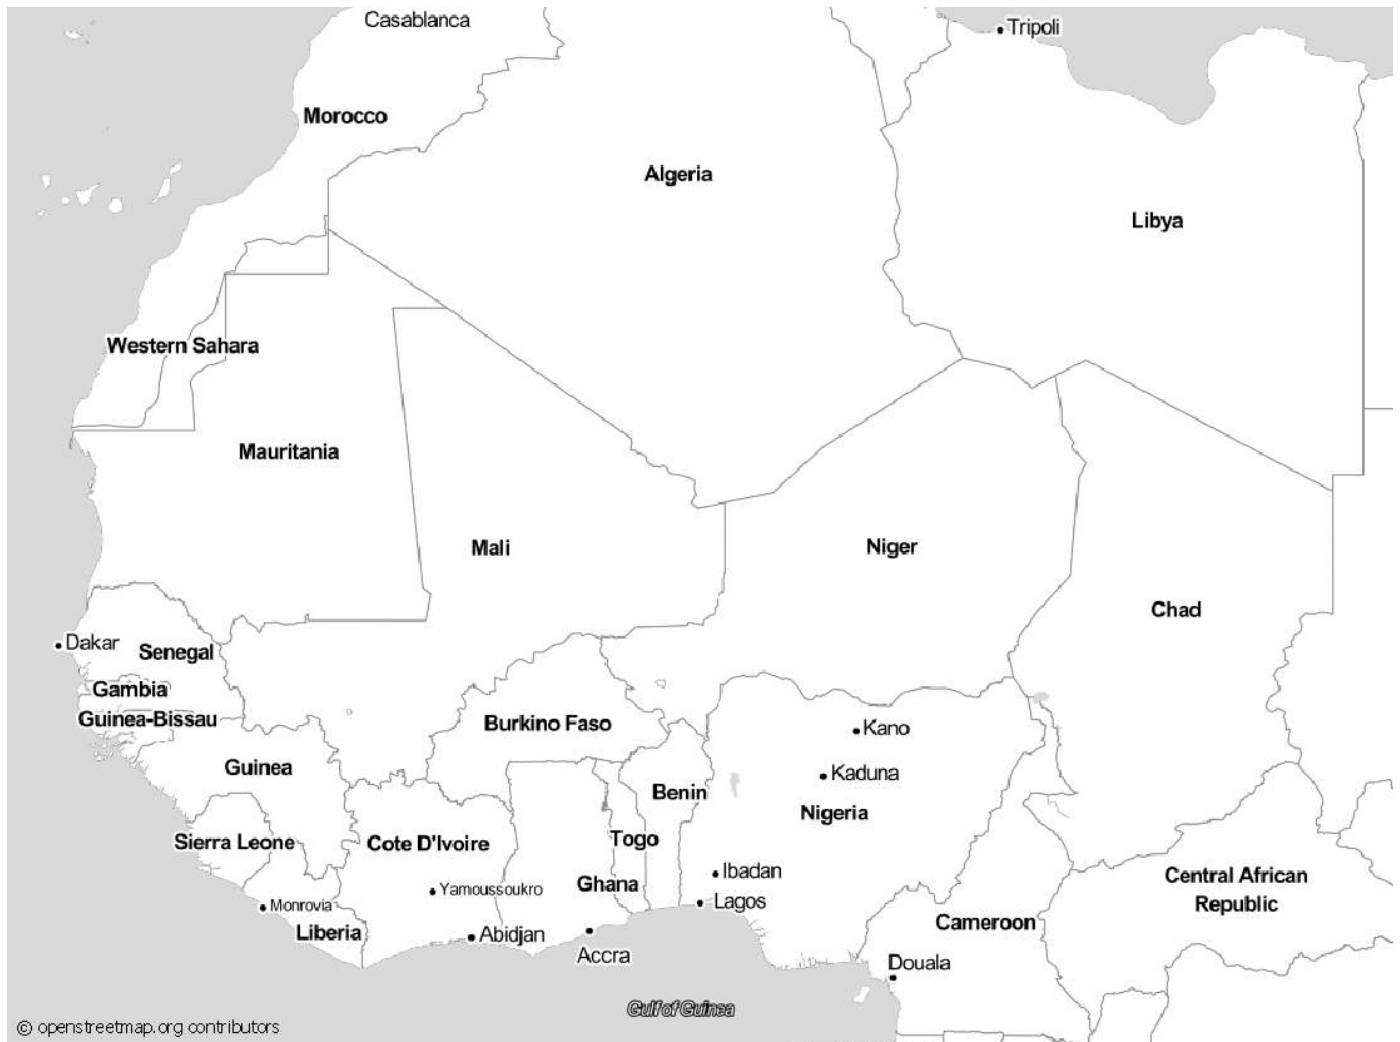 Casablanca
Tripoli
Morocco
Algeria
Libya
Western Sahara
Mauritania
Mali
Niger
Chad
Dakar
Senegal
Gambia
Guinea-Bissau
Burkino Faso
Kano
Guinea
Kaduna
Benin
Nigeria
Sierra Leone
Cote D'Ivoire
Togo
Ibadan
Central African
Republic
Ghana
Yamoussoukro
Lagos
Monrovia
Cameroon
Liberia
Abidjan
Accra
Douala
Gulf of Guinea
© openstreetmap.org contributors